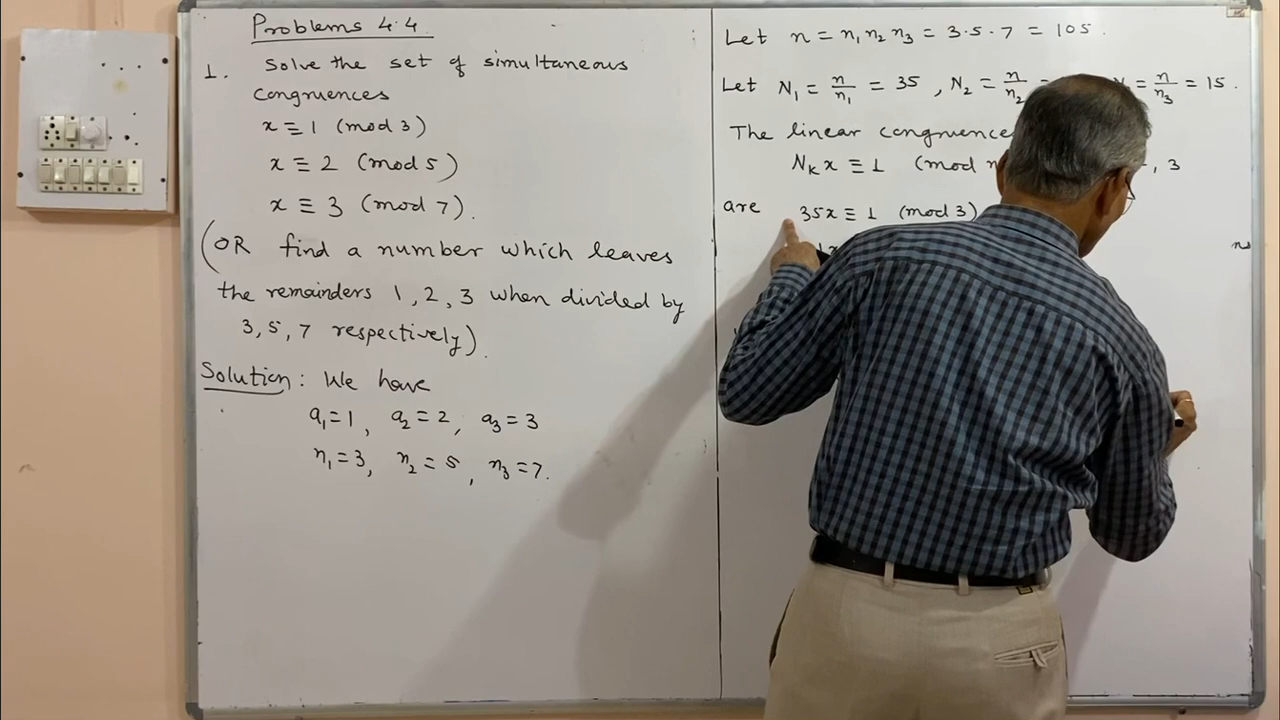 Problems 4.4
1. Solve the set of simultaneous
congruences
x ≡ 1 (mod 3)
x ≡ 2 (mod 5)
x ≡ 3 (mod 7).
(OR find a number which leaves
the remainders 1, 2, 3 when divided by
3, 5, 7 respectively).
Solution: We have
a₁=1, a₂=2, a₃=3
n₁=3, n₂=5, n₃=7.
Let n = n₁ n₂ n₃ = 3·5·7 = 105.
Let N₁ = n/n₁ = 35, N₂ = n/n₂ = n/n₃ = 15.
The linear congruence
Nₖ x ≡ 1 (mod , 3
are 35x ≡ 1 (mod 3)